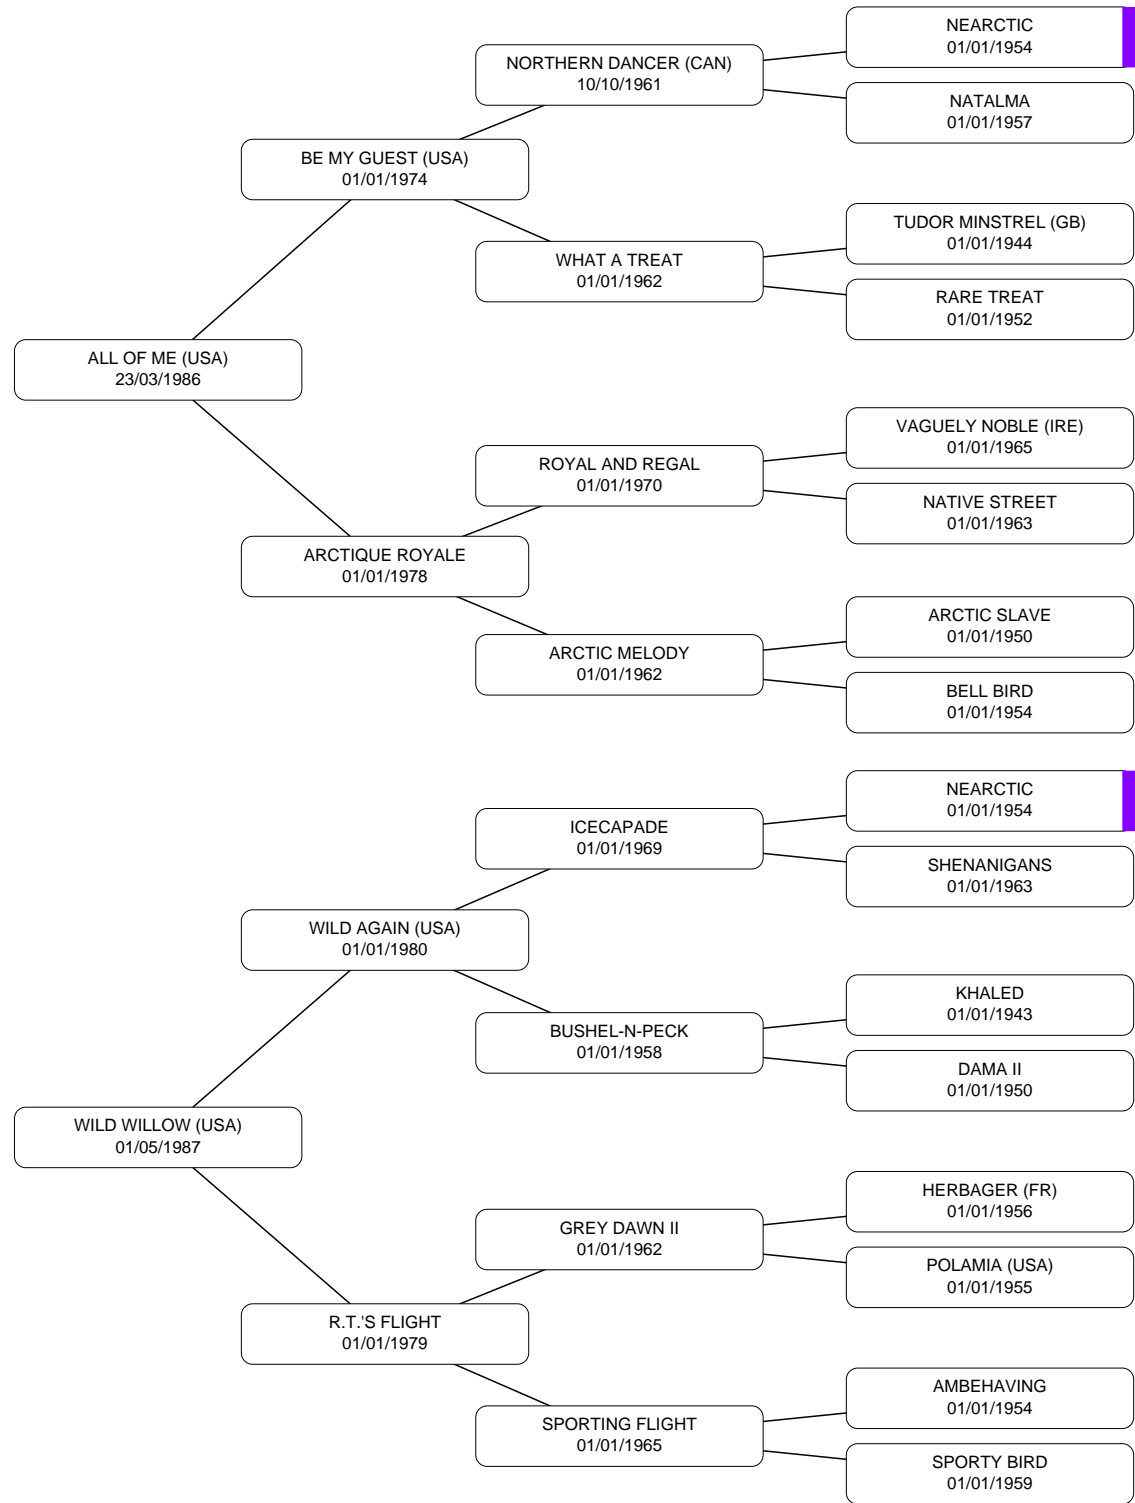 NEARCTIC
01/01/1954
NORTHERN DANCER (CAN)
10/10/1961
NATALMA
01/01/1957
BE MY GUEST (USA)
01/01/1974
TUDOR MINSTREL (GB)
01/01/1944
WHAT A TREAT
01/01/1962
RARE TREAT
01/01/1952
ALL OF ME (USA)
23/03/1986
VAGUELY NOBLE (IRE)
01/01/1965
ROYAL AND REGAL
01/01/1970
NATIVE STREET
01/01/1963
ARCTIQUE ROYALE
01/01/1978
ARCTIC SLAVE
01/01/1950
ARCTIC MELODY
01/01/1962
BELL BIRD
01/01/1954
NEARCTIC
01/01/1954
ICECAPADE
01/01/1969
SHENANIGANS
01/01/1963
WILD AGAIN (USA)
01/01/1980
KHALED
01/01/1943
BUSHEL-N-PECK
01/01/1958
DAMA II
01/01/1950
WILD WILLOW (USA)
01/05/1987
HERBAGER (FR)
01/01/1956
GREY DAWN II
01/01/1962
POLAMIA (USA)
01/01/1955
R.T.'S FLIGHT
01/01/1979
AMBEHAVING
01/01/1954
SPORTING FLIGHT
01/01/1965
SPORTY BIRD
01/01/1959